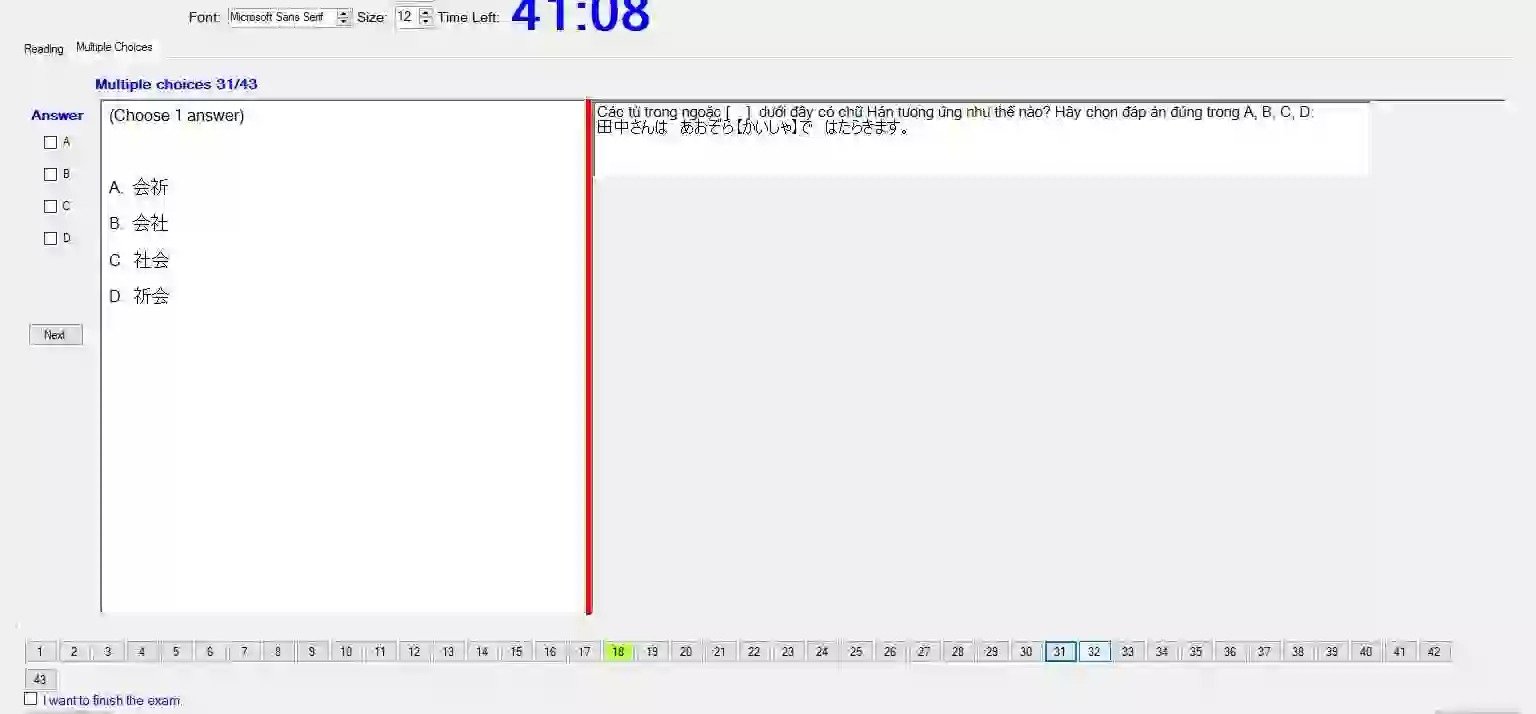 Font: Microsoft Sans Serif Size: 12 Time Left: 41:08
Reading Multiple Choices
Multiple choices 31/43
Answer
A
B
C
D
Next
(Choose 1 answer)
A. 会祈
B. 会社
C 社会
D. 祈会
Các từ trong ngoặc [ ] dưới đây có chữ Hán tương ứng như thế nào? Hãy chọn đáp án đúng trong A, B, C, D:
田中さんは あおぞら【かいしゃ】で はたらきます。
1 2 3 4 5 6 7 8 9 10 11 12 13 14 15 16 17 18 19 20 21 22 23 24 25 26 27 28 29 30 31 32 33 34 35 36 37 38 39 40 41 42
43
I want to finish the exam.